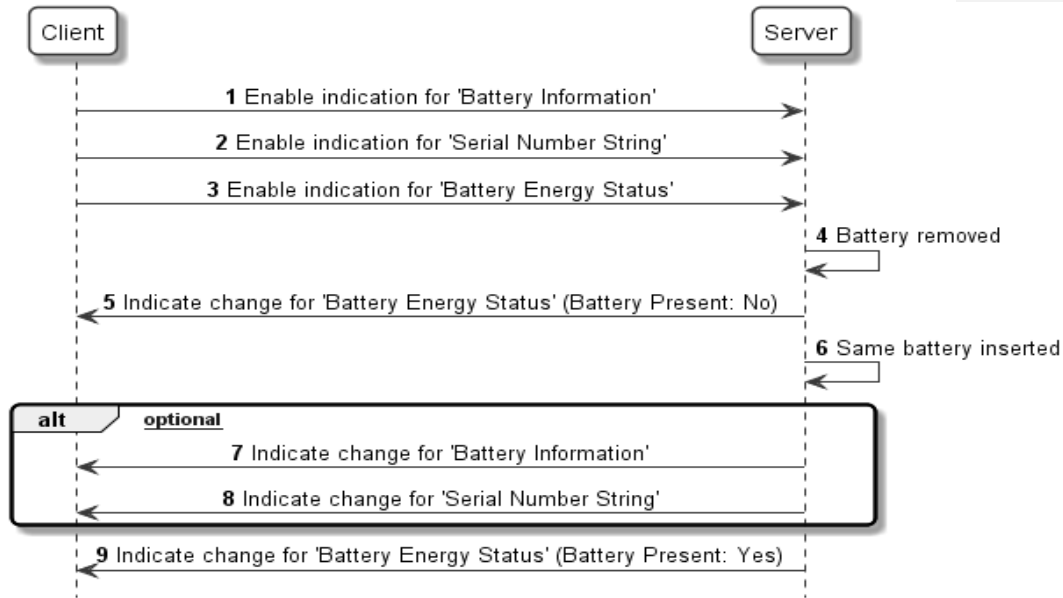 Client
Server
1 Enable indication for 'Battery Information'
2 Enable indication for 'Serial Number String'
3 Enable indication for 'Battery Energy Status'
4 Battery removed
5 Indicate change for 'Battery Energy Status' (Battery Present: No)
6 Same battery inserted
alt optional
7 Indicate change for 'Battery Information'
8 Indicate change for 'Serial Number String'
9 Indicate change for 'Battery Energy Status' (Battery Present: Yes)